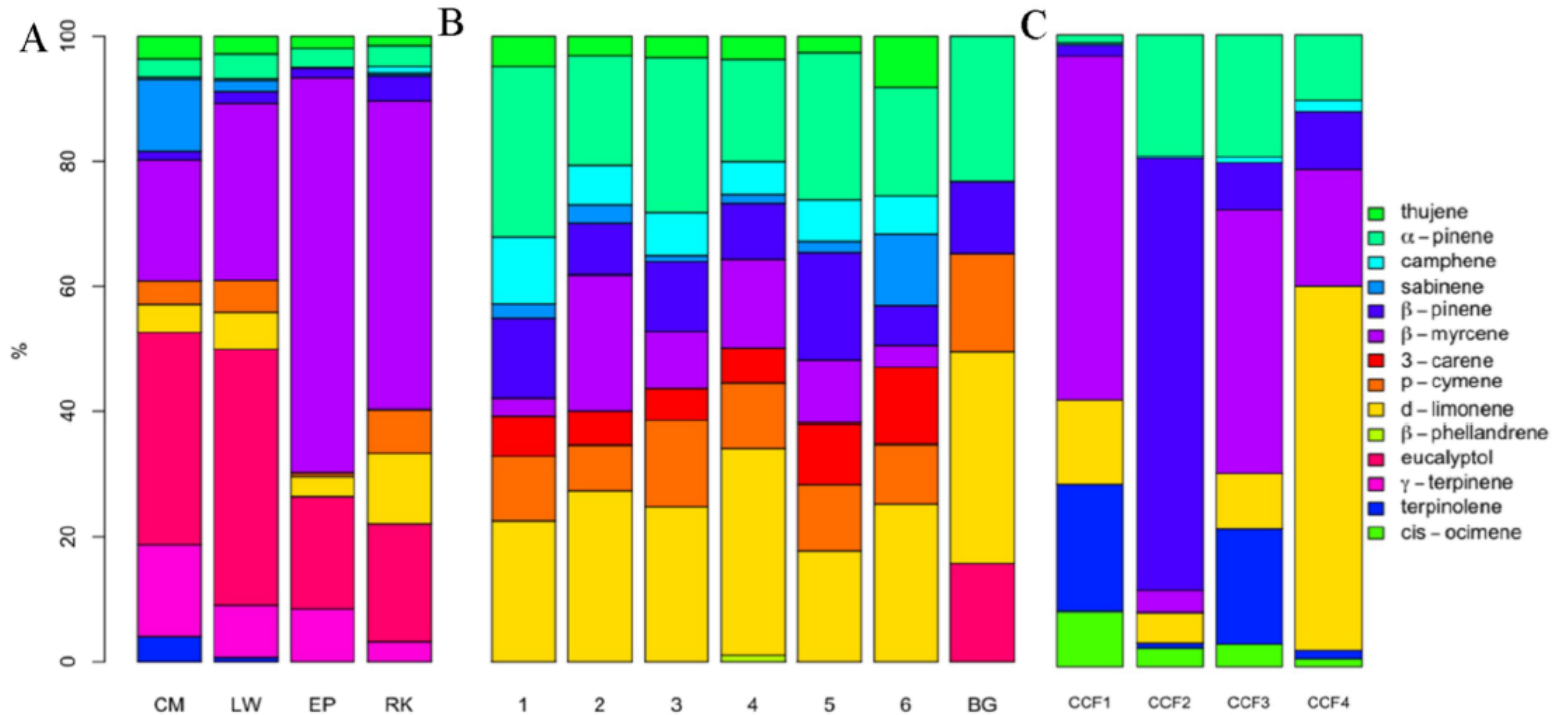 A
B
C
100
80
60
40
20
0
%
thujene
α – pinene
camphene
sabinene
β – pinene
β – myrcene
3 – carene
p – cymene
d – limonene
β – phellandrene
eucalyptol
γ – terpinene
terpinolene
cis – ocimene
CM LW EP RK 1 2 3 4 5 6 BG CCF1 CCF2 CCF3 CCF4